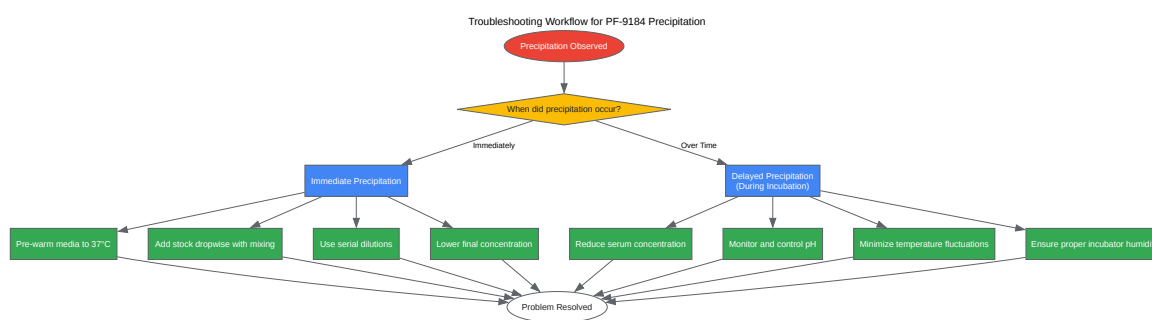 Troubleshooting Workflow for PF-9184 Precipitation
Precipitation Observed
When did precipitation occur?
Immediately
Over Time
Immediate Precipitation
Delayed Precipitation
(During Incubation)
Pre-warm media to 37°C
Add stock dropwise with mixing
Use serial dilutions
Lower final concentration
Reduce serum concentration
Monitor and control pH
Minimize temperature fluctuations
Ensure proper incubator
Problem Resolved